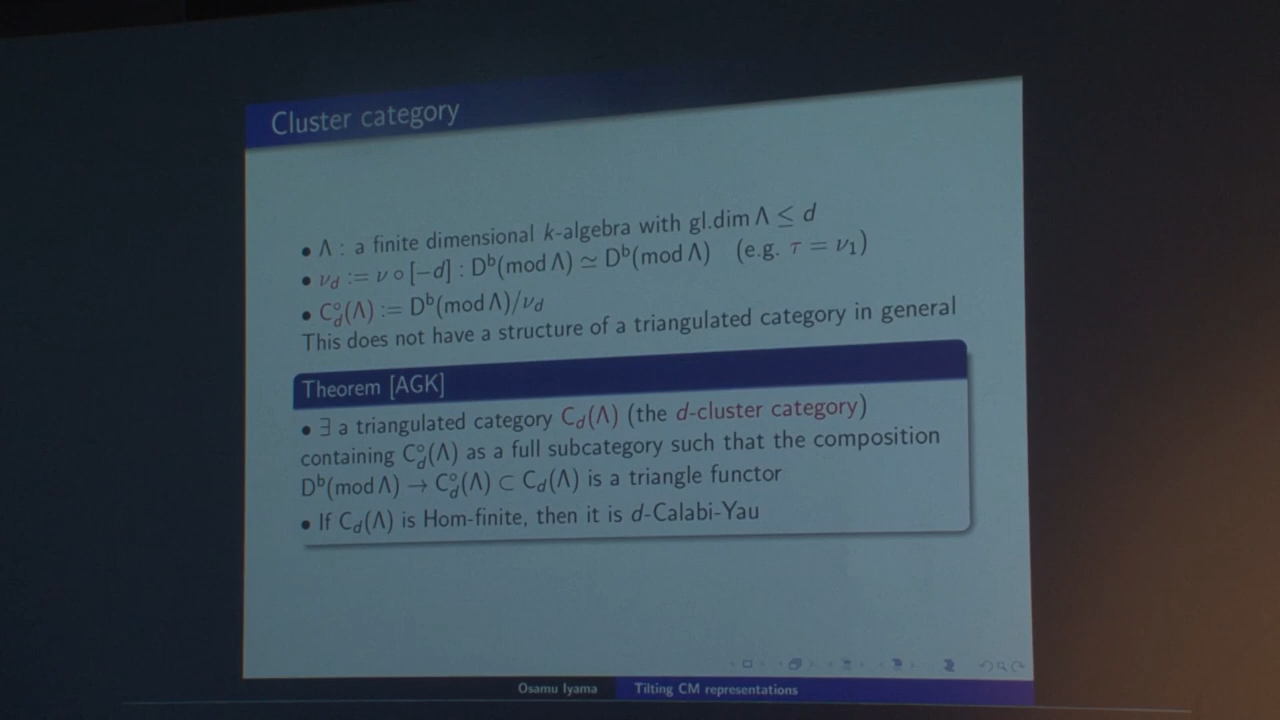 Cluster category
• Λ : a finite dimensional k-algebra with gl.dim Λ ≤ d
• ν_d := ν ∘ [−d] : D^b(mod Λ) ≃ D^b(mod Λ) (e.g. τ = ν_1)
• C_d^o(Λ) := D^b(mod Λ)/ν_d
This does not have a structure of a triangulated category in general
Theorem [AGK]
• ∃ a triangulated category C_d(Λ) (the d-cluster category)
containing C_d^o(Λ) as a full subcategory such that the composition
D^b(mod Λ) → C_d^o(Λ) ⊂ C_d(Λ) is a triangle functor
• If C_d(Λ) is Hom-finite, then it is d-Calabi-Yau
Osamu Iyama Tilting CM representations